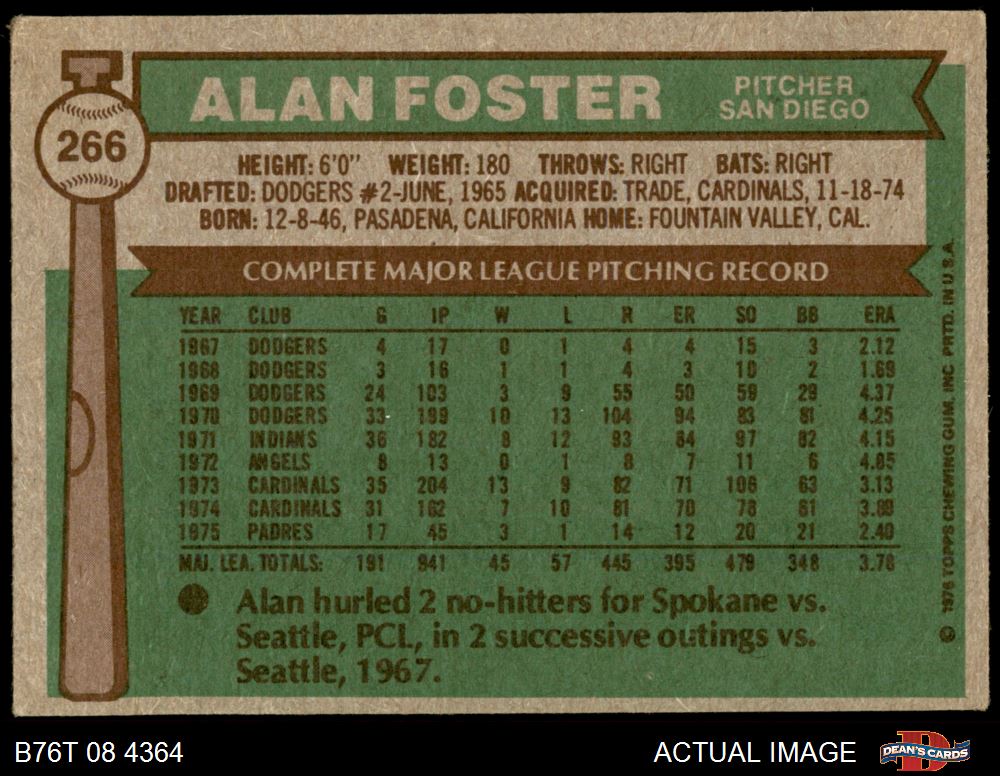 ALAN FOSTER
PITCHER
SAN DIEGO
266
HEIGHT: 6'0" WEIGHT: 180 THROWS: RIGHT BATS: RIGHT
DRAFTED: DODGERS #2-JUNE, 1965 ACQUIRED: TRADE, CARDINALS, 11-18-74
BORN: 12-8-46, PASADENA, CALIFORNIA HOME: FOUNTAIN VALLEY, CAL.
COMPLETE MAJOR LEAGUE PITCHING RECORD
YEAR CLUB G IP W L R ER SO BB ERA
1967 DODGERS 4 17 0 1 4 4 15 3 2.12
1968 DODGERS 3 16 1 1 4 3 10 2 1.69
1969 DODGERS 24 103 3 9 55 50 59 29 4.37
1970 DODGERS 33 199 10 13 104 94 83 81 4.25
1971 INDIANS 36 182 8 12 93 84 97 82 4.15
1972 ANGELS 8 13 0 1 8 7 11 6 4.85
1973 CARDINALS 35 204 13 9 82 71 106 63 3.13
1974 CARDINALS 31 162 7 10 81 70 78 61
1975 PADRES 17 45 3 1 14 12 20 21 2.40
MAJ. LEA. TOTALS: 191 941 45 57 445 395 479 348 3.78
Alan hurled 2 no-hitters for Spokane vs.
Seattle, PCL, in 2 successive outings vs.
Seattle, 1967.
© 1976 TOPPS CHEWING GUM, INC PRTD. IN U.S.A.
B76T 08 4364
ACTUAL IMAGE
DEAN'S CARDS